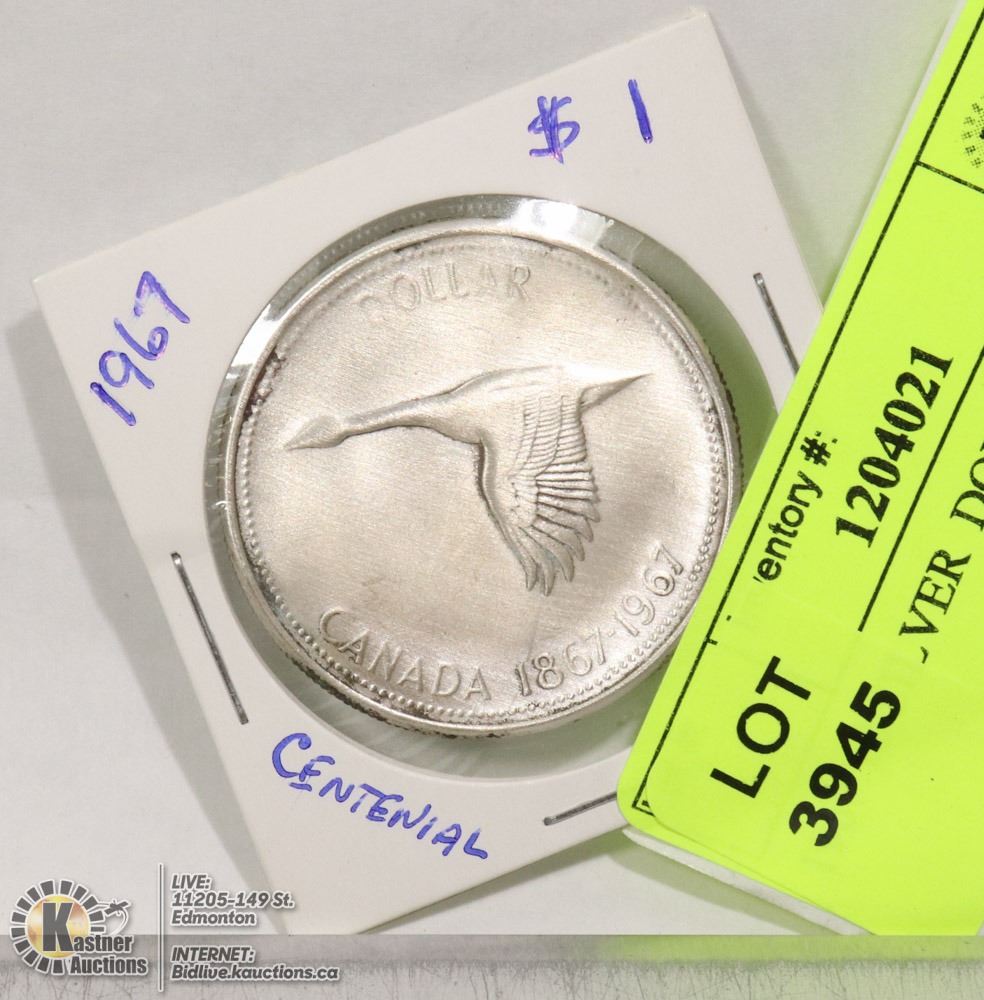 $ 1
1967
DOLLAR
CANADA 1867-1967
CENTENIAL
entory #:
1204021
VER DO
LOT
3945
Kastner
Auctions
LIVE:
11205-149 St.
Edmonton
INTERNET:
Bidlive.kauctions.ca